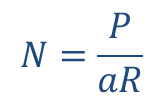 N = P / aR